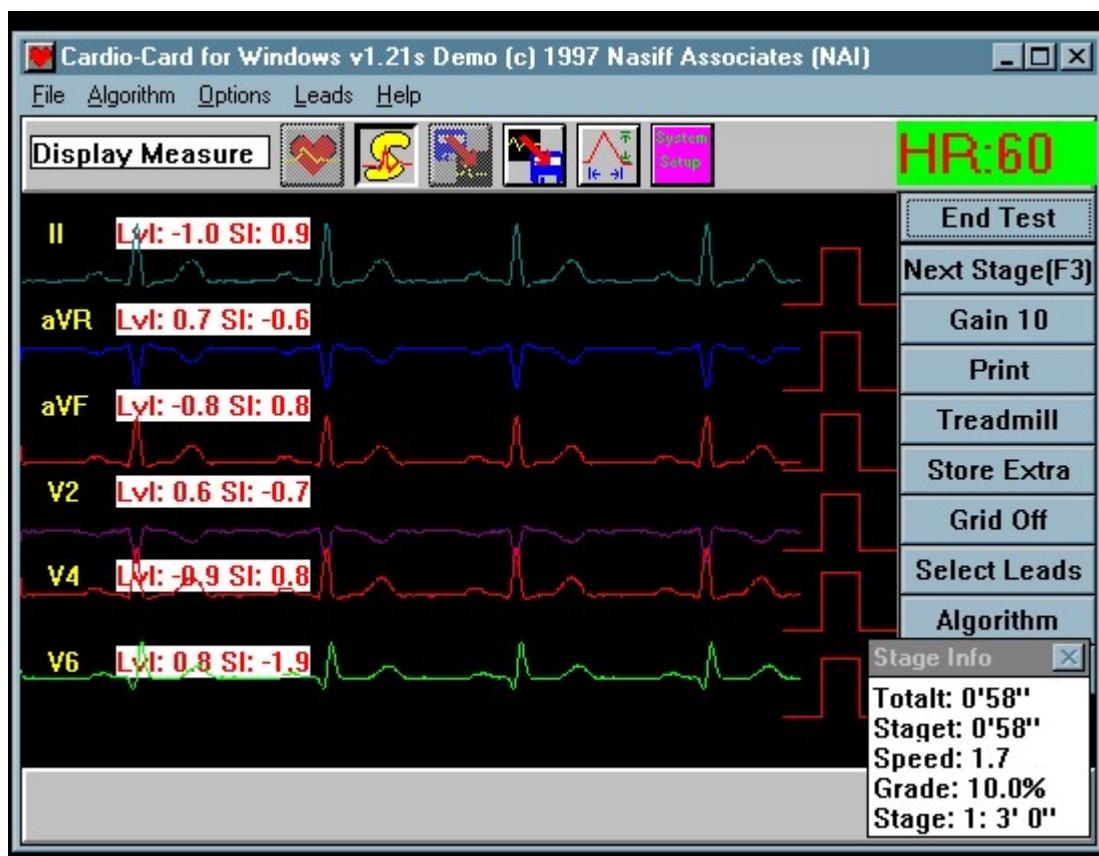 Cardio-Card for Windows v1.21s Demo (c) 1997 Nasiff Associates (NAI)
File Algorithm Options Leads Help
Display Measure
System
Setup
HR:60
II Lvl: -1.0 Sl: 0.9
aVR Lvl: 0.7 Sl: -0.6
aVF Lvl: -0.8 Sl: 0.8
V2 Lvl: 0.6 Sl: -0.7
V4 Lvl: -0.9 Sl: 0.8
V6 Lvl: 0.8 Sl: -1.9
End Test
Next Stage(F3)
Gain 10
Print
Treadmill
Store Extra
Grid Off
Select Leads
Algorithm
Stage Info
Totalt: 0'58''
Staget: 0'58''
Speed: 1.7
Grade: 10.0%
Stage: 1: 3' 0''